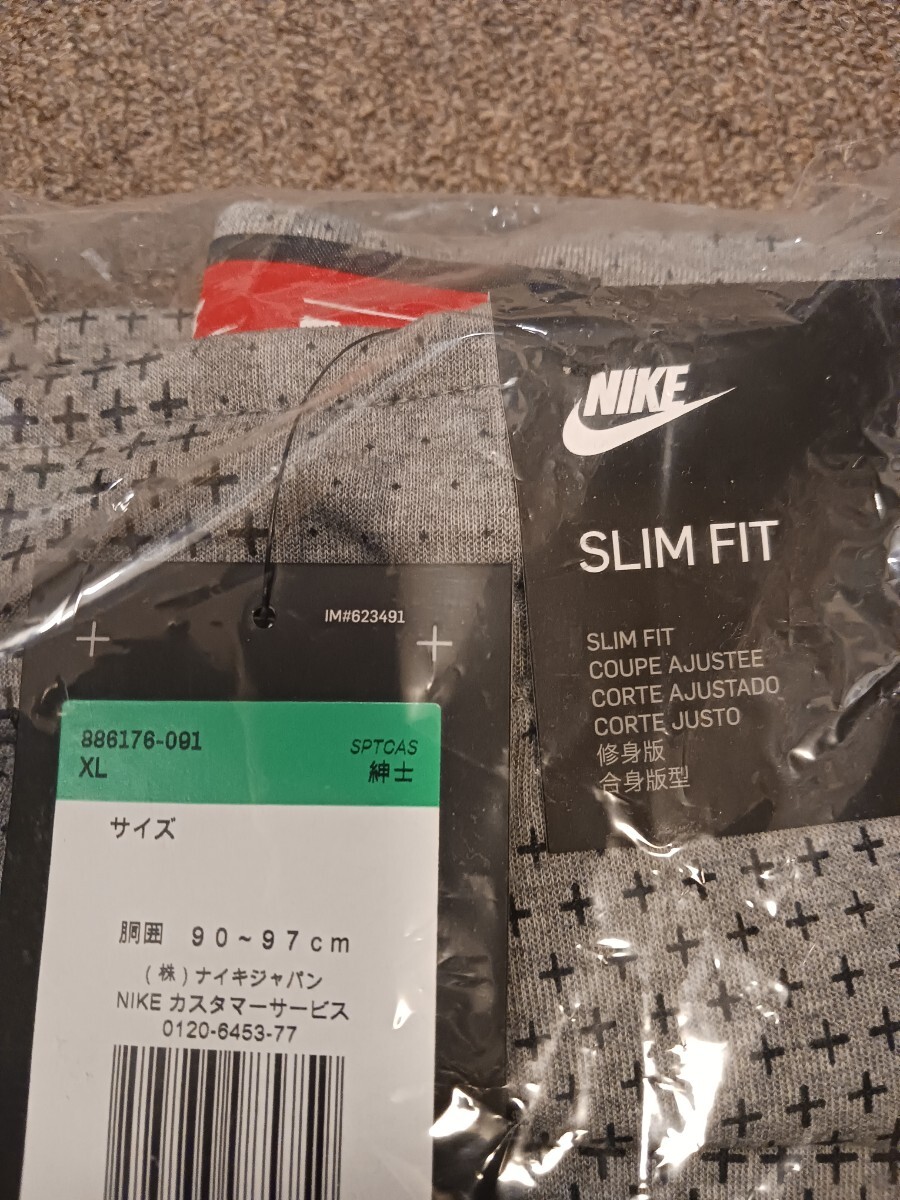 NIKE
SLIM FIT
SLIM FIT
COUPE AJUSTEE
CORTE AJUSTADO
CORTE JUSTO
修身版
合身版型
IM#623491
886176-091
SPTCAS
XL
紳士
サイズ
胴囲 90~97cm
(株)ナイキジャパン
NIKE カスタマーサービス
0120-6453-77